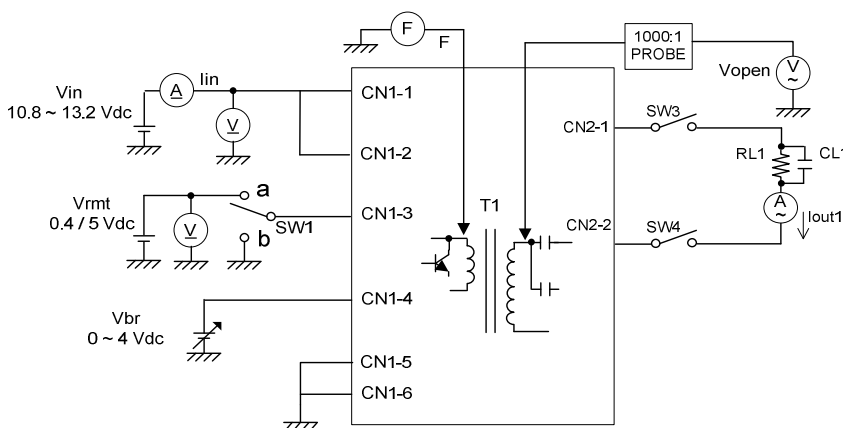 F
F
1000:1
PROBE
V
~
Vopen
Vin
10.8 ~ 13.2 Vdc
A
Iin
V
CN1-1
CN1-2
CN2-1
SW3
RL1
CL1
Vrmt
0.4 / 5 Vdc
V
a
b
SW1
CN1-3
T1
CN2-2
SW4
A
~
Iout1
Vbr
0 ~ 4 Vdc
CN1-4
CN1-5
CN1-6